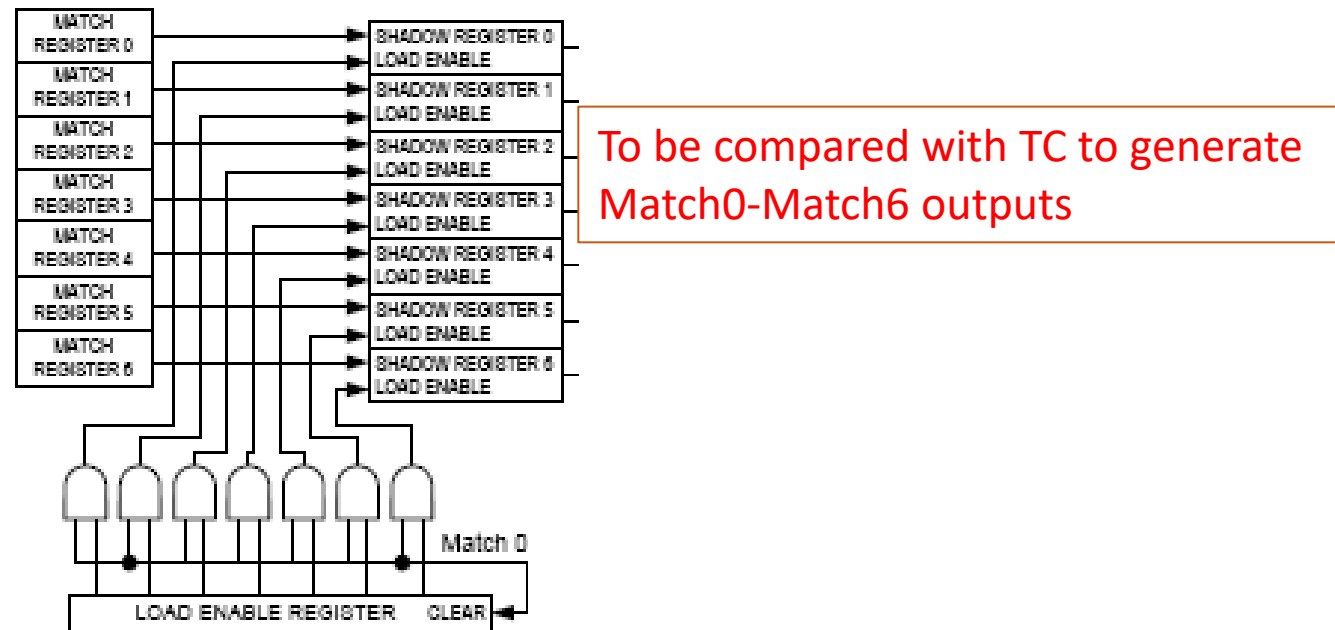 MATCH
REGISTER 0
MATCH
REGISTER 1
MATCH
REGISTER 2
MATCH
REGISTER 3
MATCH
REGISTER 4
MATCH
REGISTER 5
MATCH
REGISTER 6
SHADOW REGISTER 0
LOAD ENABLE
SHADOW REGISTER 1
LOAD ENABLE
SHADOW REGISTER 2
LOAD ENABLE
SHADOW REGISTER 3
LOAD ENABLE
SHADOW REGISTER 4
LOAD ENABLE
SHADOW REGISTER 5
LOAD ENABLE
SHADOW REGISTER 6
LOAD ENABLE
To be compared with TC to generate
Match0-Match6 outputs
Match 0
LOAD ENABLE REGISTER CLEAR